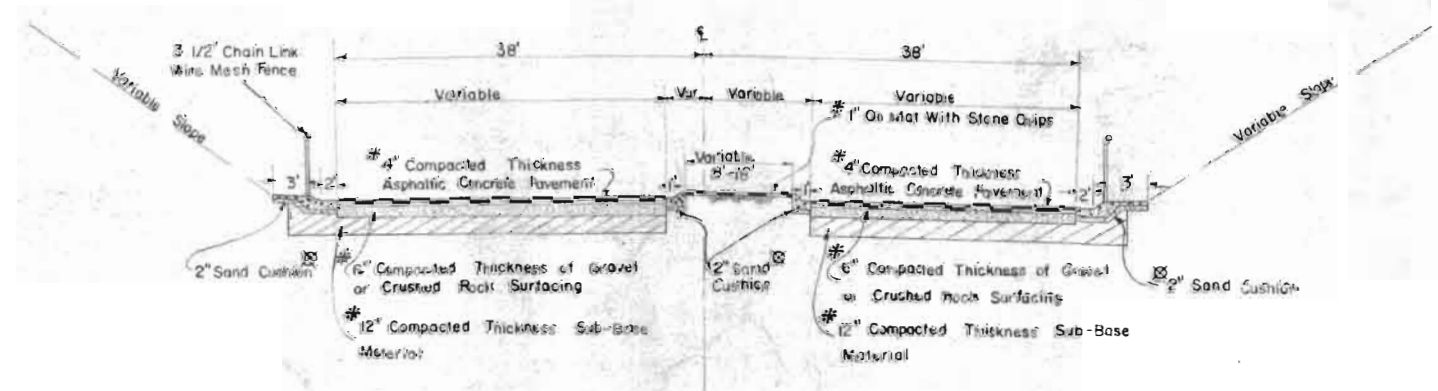 ℄
38'
38'
3 1/2' Chain Link
Wire Mesh Fence
Variable
Slope
Variable
Var
Variable
Variable
Variable Slope
* 1" Oil Mat With Stone Chips
Variable
8'-16'
* 4" Compacted Thickness
Asphaltic Concrete Pavement
* 4" Compacted Thickness
Asphaltic Concrete Pavement
3'
2'
1'
1'
2'
3'
2" Sand Cushion
* 6" Compacted Thickness of Gravel
or Crushed Rock Surfacing
2" Sand
Cushion
* 6" Compacted Thickness of Gravel
or Crushed Rock Surfacing
2" Sand Cushion
* 12" Compacted Thickness Sub-Base
Material
* 12" Compacted Thickness Sub-Base
Material